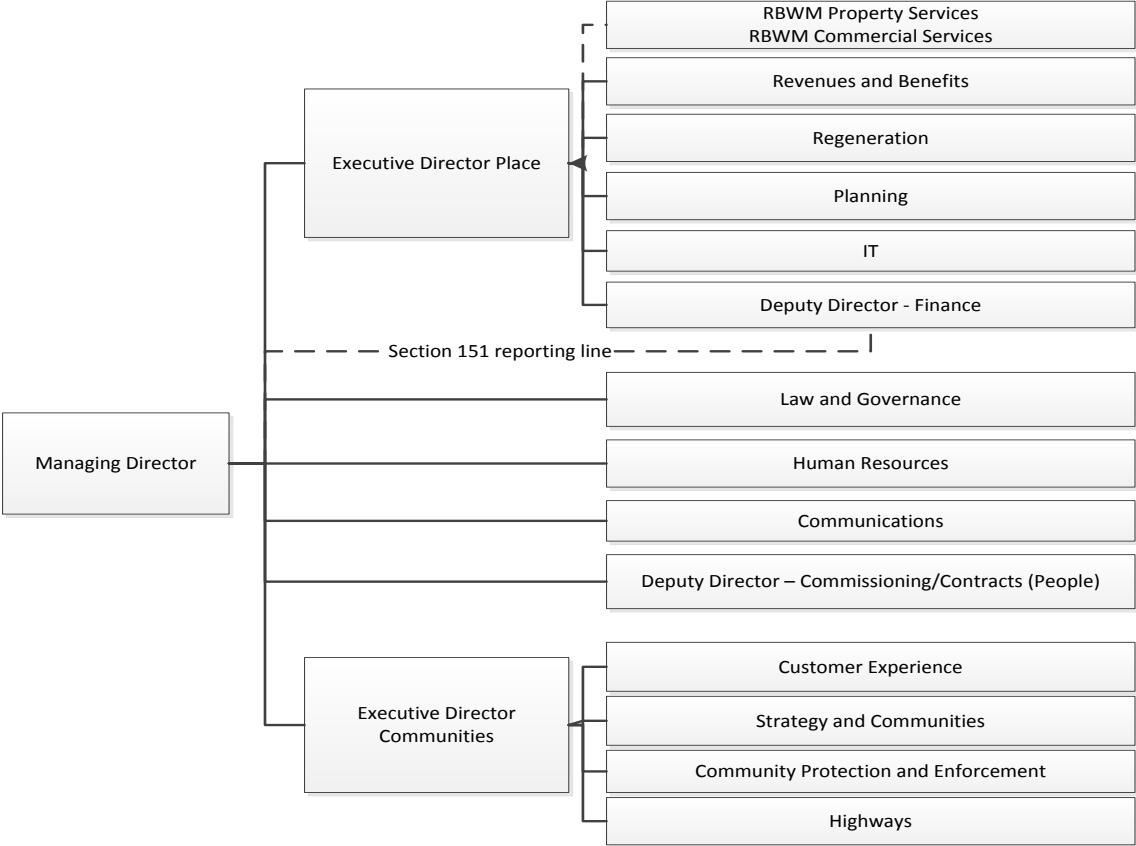 RBWM Property Services
RBWM Commercial Services
Revenues and Benefits
Regeneration
Executive Director Place
Planning
IT
Deputy Director - Finance
Section 151 reporting line
Law and Governance
Managing Director
Human Resources
Communications
Deputy Director – Commissioning/Contracts (People)
Customer Experience
Executive Director
Communities
Strategy and Communities
Community Protection and Enforcement
Highways